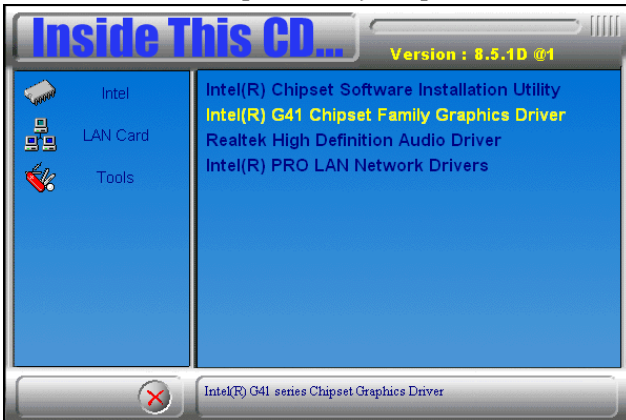 Inside This CD...
Version : 8.5.1D @1
Intel
LAN Card
Tools
Intel(R) Chipset Software Installation Utility
Intel(R) G41 Chipset Family Graphics Driver
Realtek High Definition Audio Driver
Intel(R) PRO LAN Network Drivers
Intel(R) G41 series Chipset Graphics Driver